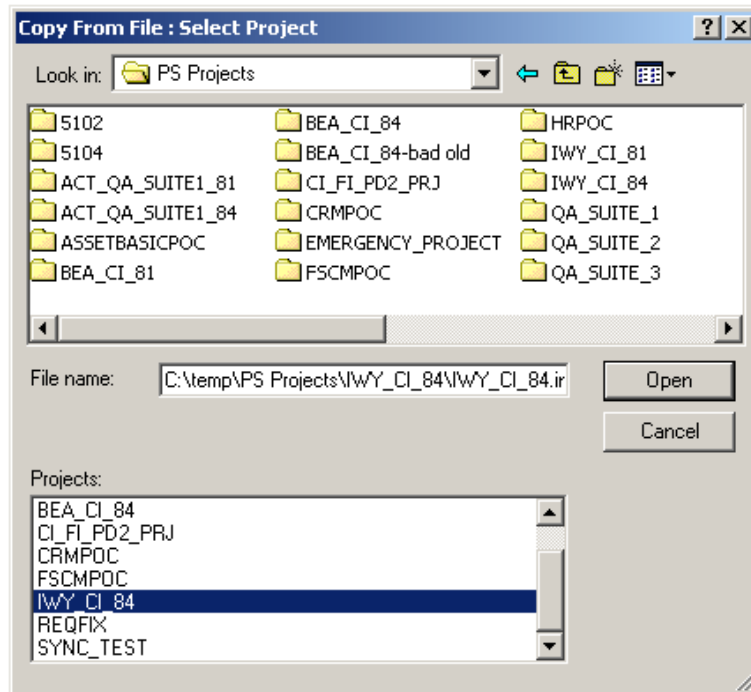 Copy From File : Select Project
Look in: PS Projects
5102 BEA_CI_84 HRPOC
5104 BEA_CI_84-bad old IWY_CI_81
ACT_QA_SUITE1_81 CI_FI_PD2_PRJ IWY_CI_84
ACT_QA_SUITE1_84 CRMPOC QA_SUITE_1
ASSETBASICPOC EMERGENCY_PROJECT QA_SUITE_2
BEA_CI_81 FSCMPOC QA_SUITE_3
File name: C:\temp\PS Projects\IWY_CI_84\IWY_CI_84.ir Open
Cancel
Projects:
BEA_CI_84
CI_FI_PD2_PRJ
CRMPOC
FSCMPOC
IWY_CI_84
REQFIX
SYNC_TEST